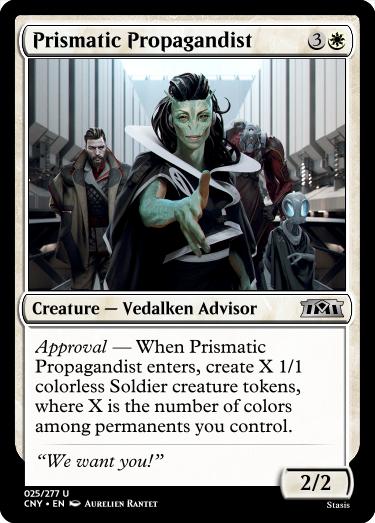 Prismatic Propagandist 3
Creature — Vedalken Advisor
Approval — When Prismatic
Propagandist enters, create X 1/1
colorless Soldier creature tokens,
where X is the number of colors
among permanents you control.
“We want you!”
2/2
025/277 U
CNY • EN Aurelien Rantet
Stasis